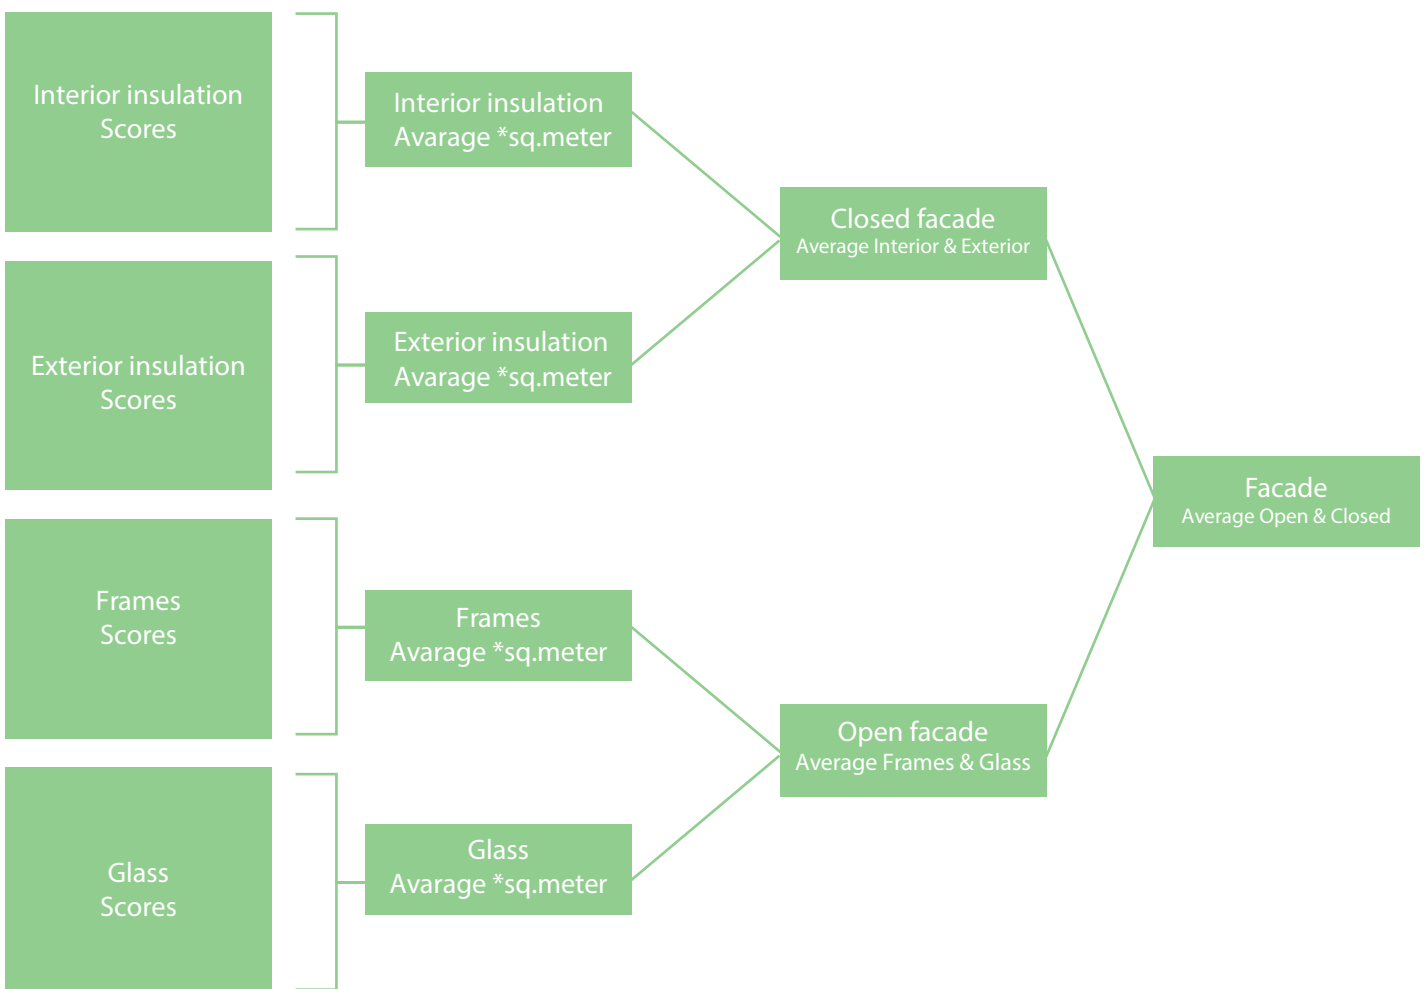 Interior insulation
Scores
Interior insulation
Avarage *sq.meter
Closed facade
Average Interior & Exterior
Exterior insulation
Scores
Exterior insulation
Avarage *sq.meter
Facade
Average Open & Closed
Frames
Scores
Frames
Avarage *sq.meter
Open facade
Average Frames & Glass
Glass
Scores
Glass
Avarage *sq.meter